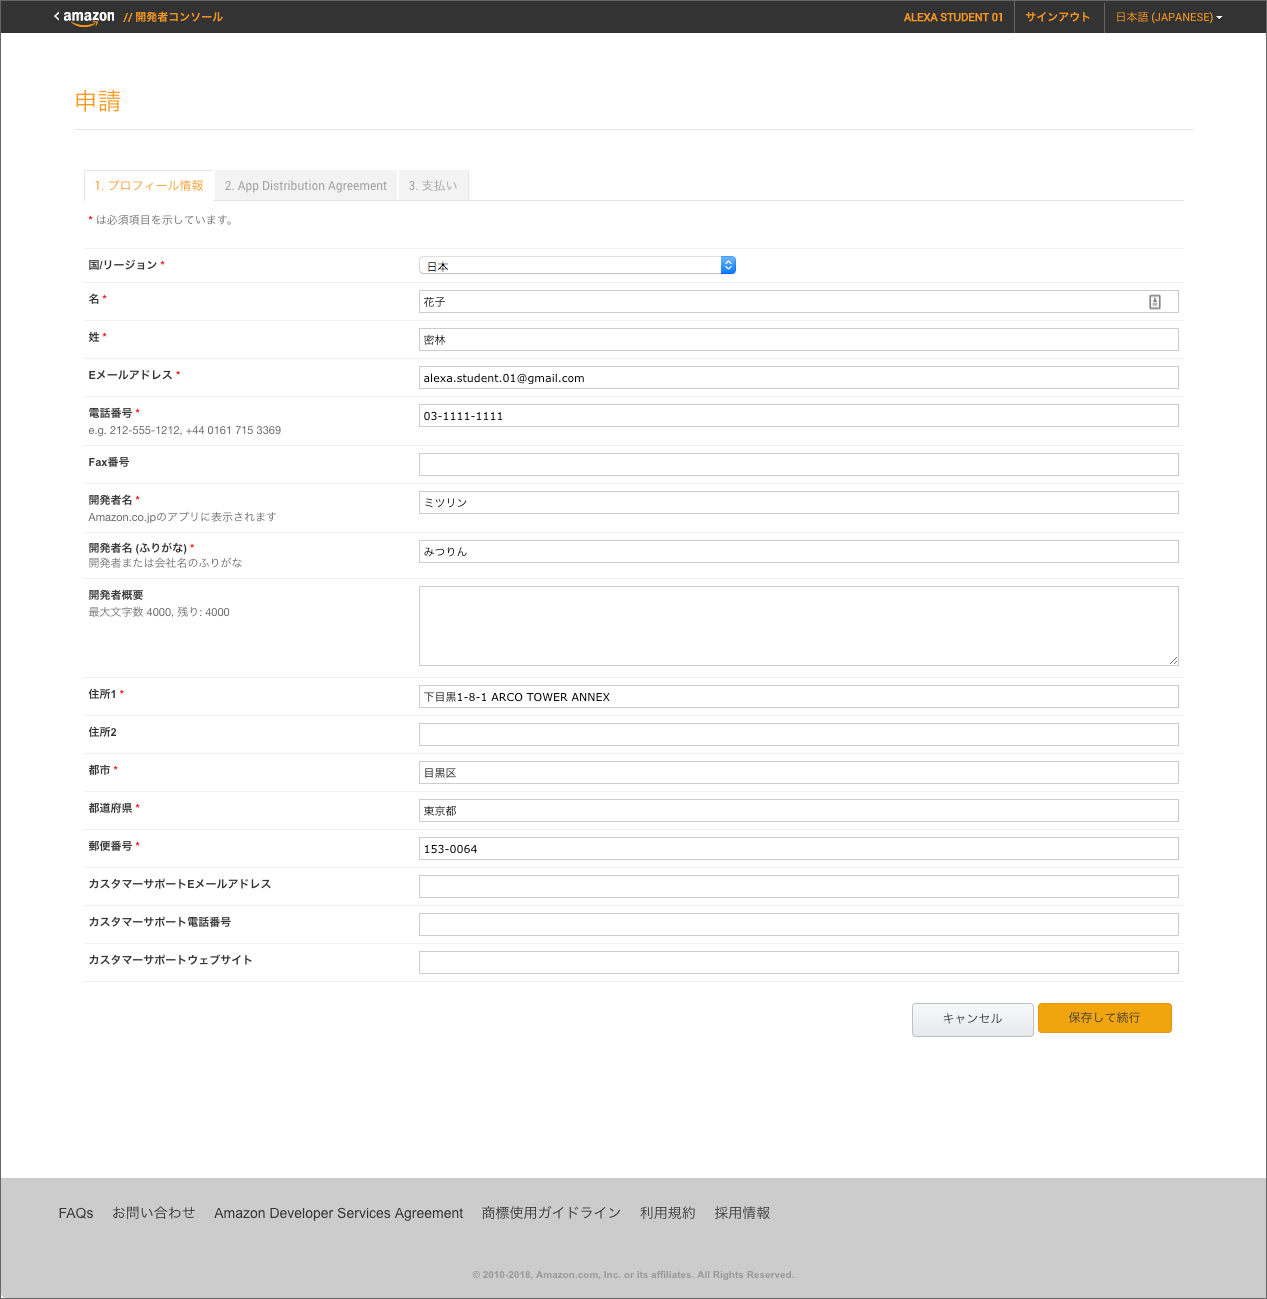 amazon // 開発者コンソール ALEXA STUDENT 01 サインアウト 日本語 (JAPANESE)
申請
1. プロフィール情報 2. App Distribution Agreement 3. 支払い
* は必須項目を示しています。
国/リージョン * 日本
名 * 花子
姓 * 密林
Eメールアドレス * alexa.student.01@gmail.com
電話番号 * 03-1111-1111
e.g. 212-555-1212, +44 0161 715 3369
Fax番号
開発者名 * ミツリン
Amazon.co.jpのアプリに表示されます
開発者名 (ふりがな) * みつりん
開発者または会社名のふりがな
開発者概要
最大文字数 4000, 残り: 4000
住所1 * 下目黒1-8-1 ARCO TOWER ANNEX
住所2
都市 * 目黒区
都道府県 * 東京都
郵便番号 * 153-0064
カスタマーサポートEメールアドレス
カスタマーサポート電話番号
カスタマーサポートウェブサイト
キャンセル 保存して続行
FAQs お問い合わせ Amazon Developer Services Agreement 商標使用ガイドライン 利用規約 採用情報
© 2010-2018, Amazon.com, Inc. or its affiliates. All Rights Reserved.